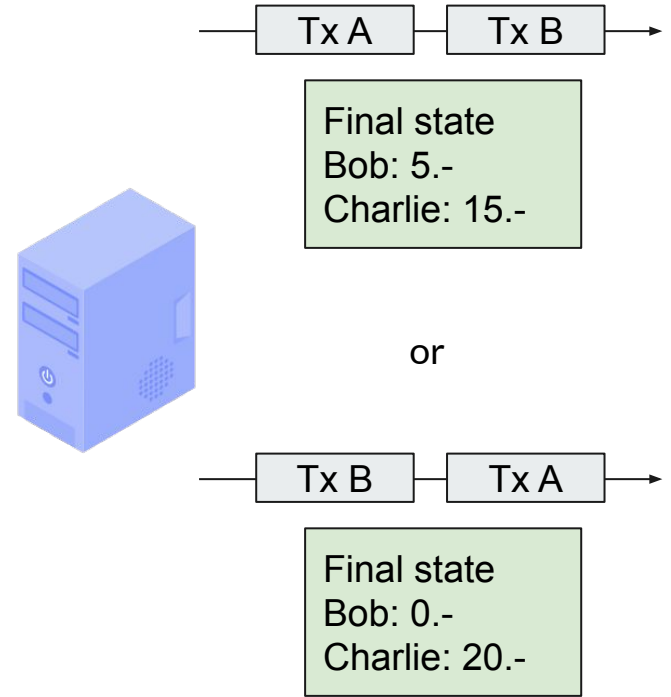 Tx A
Tx B
Final state
Bob: 5.-
Charlie: 15.-
or
Tx B
Tx A
Final state
Bob: 0.-
Charlie: 20.-